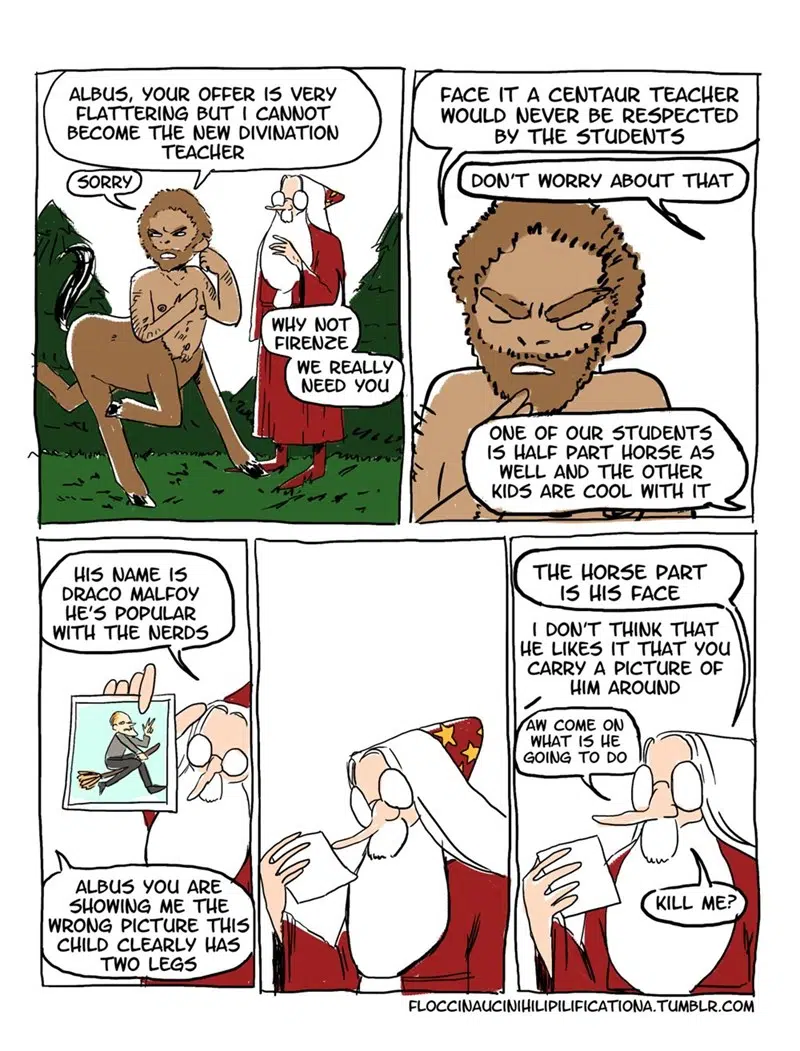 ALBUS, YOUR OFFER IS VERY
FLATTERING BUT I CANNOT
BECOME THE NEW DIVINATION
TEACHER
SORRY
WHY NOT
FIRENZE
WE REALLY
NEED YOU
FACE IT A CENTAUR TEACHER
WOULD NEVER BE RESPECTED
BY THE STUDENTS
DON'T WORRY ABOUT THAT
ONE OF OUR STUDENTS
IS HALF PART HORSE AS
WELL AND THE OTHER
KIDS ARE COOL WITH IT
HIS NAME IS
DRACO MALFOY
HE'S POPULAR
WITH THE NERDS
ALBUS YOU ARE
SHOWING ME THE
WRONG PICTURE THIS
CHILD CLEARLY HAS
TWO LEGS
THE HORSE PART
IS HIS FACE
I DON'T THINK THAT
HE LIKES IT THAT YOU
CARRY A PICTURE OF
HIM AROUND
AW COME ON
WHAT IS HE
GOING TO DO
KILL ME?
FLOCCINAUCINIHILIPILIFICATIONA.TUMBLR.COM